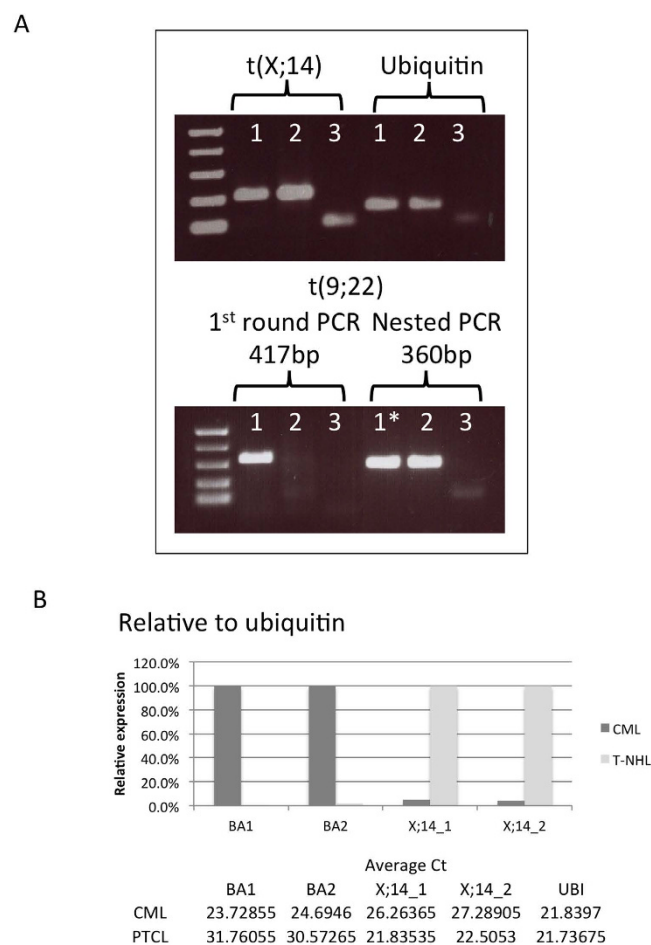 A
t(X;14) Ubiquitin
1 2 3 1 2 3
t(9;22)
1st round PCR Nested PCR
417bp 360bp
1 2 3 1* 2 3
B
Relative to ubiquitin
120.0%
100.0%
80.0%
60.0%
40.0%
20.0%
0.0%
Relative expression
BA1 BA2 X;14_1 X;14_2
CML
T-NHL
Average Ct
BA1 BA2 X;14_1 X;14_2 UBI
CML 23.72855 24.6946 26.26365 27.28905 21.8397
PTCL 31.76055 30.57265 21.83535 22.5053 21.73675